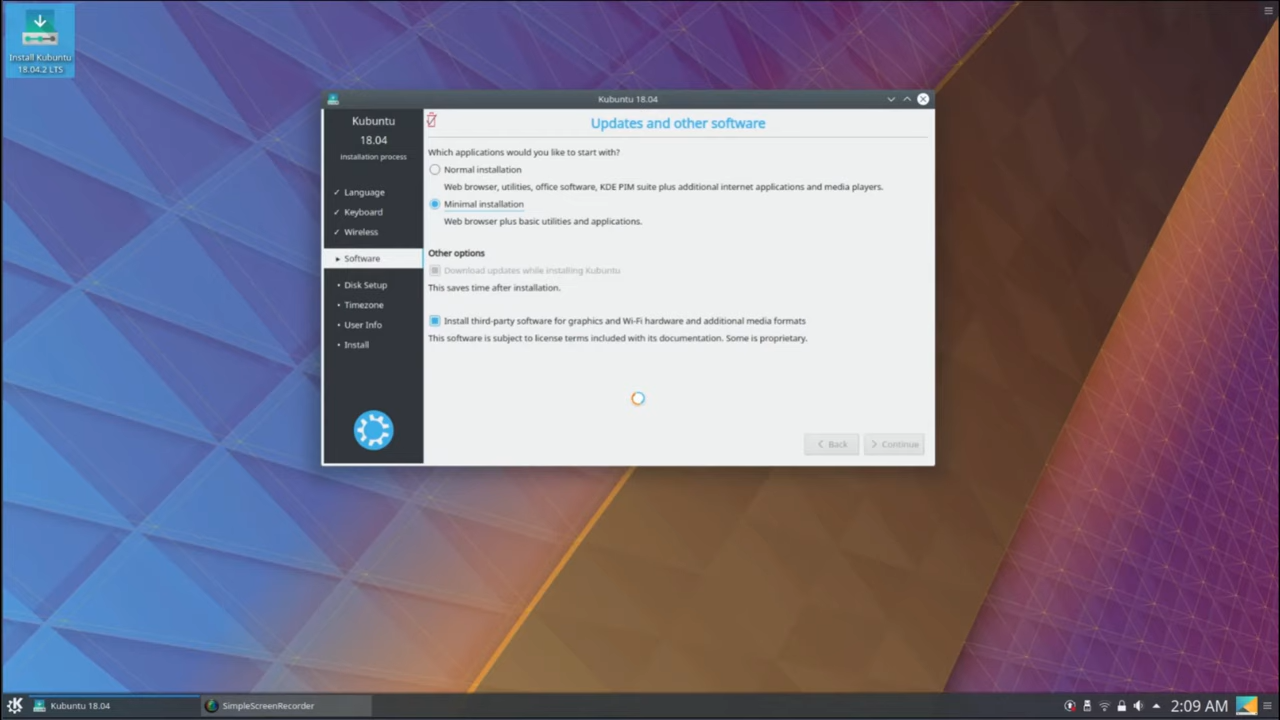 Install Kubuntu
18.04.2 LTS
Kubuntu 18.04
Kubuntu
18.04
Installation process
✓ Language
✓ Keyboard
✓ Wireless
▸ Software
• Disk Setup
• Timezone
• User Info
• Install
Updates and other software
Which applications would you like to start with?
Normal installation
Web browser, utilities, office software, KDE PIM suite plus additional internet applications and media players.
Minimal installation
Web browser plus basic utilities and applications.
Other options
Download updates while installing Kubuntu
This saves time after installation.
Install third-party software for graphics and Wi-Fi hardware and additional media formats
This software is subject to license terms included with its documentation. Some is proprietary.
Back
Continue
Kubuntu 18.04
SimpleScreenRecorder
2:09 AM